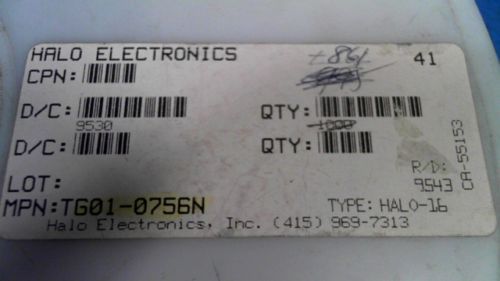 HALO ELECTRONICS
41
CPN:
D/C:
QTY:
9530
1000
D/C:
QTY:
CA-55153
R/D:
9543
LOT:
MPN:TG01-0756N
TYPE: HALO-16
Halo Electronics, Inc. (415) 969-7313